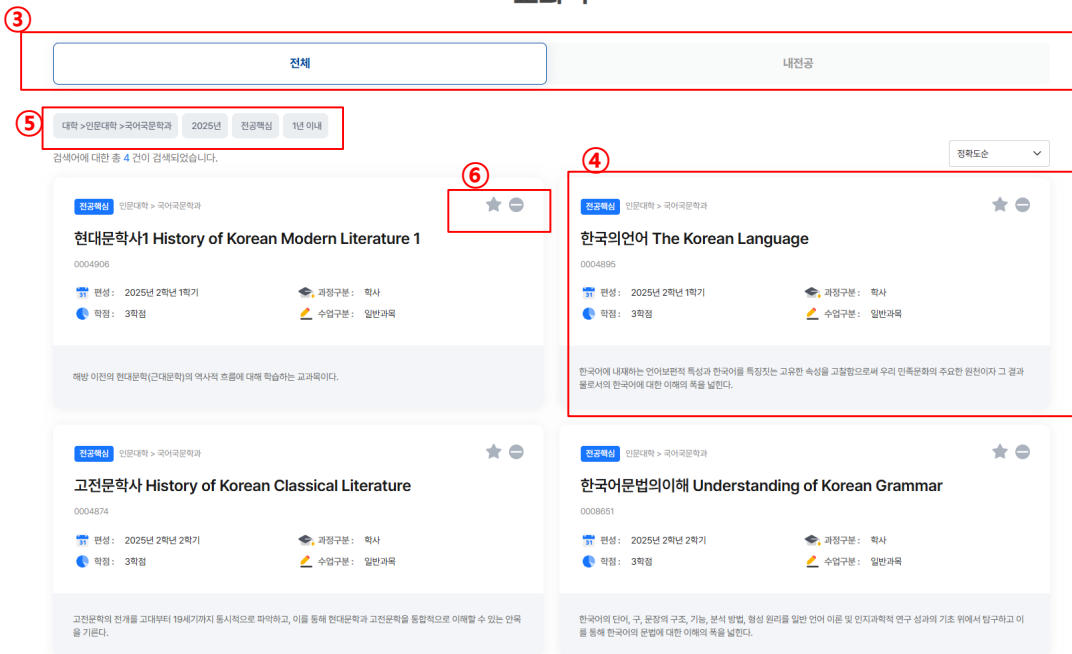 ③
전체
내전공
⑤
대학 >인문대학 >국어국문학과
2025년
전공핵심
1년 이내
검색어에 대한 총 4 건이 검색되었습니다.
정확도순
⑥
④
전공핵심 인문대학 > 국어국문학과
현대문학사1 History of Korean Modern Literature 1
0004906
31 편성 : 2025년 2학년 1학기
과정구분 : 학사
학점 : 3학점
수업구분 : 일반과목
해방 이전의 현대문학(근대문학)의 역사적 흐름에 대해 학습하는 교과목이다.
전공핵심 인문대학 > 국어국문학과
한국의언어 The Korean Language
0004895
31 편성 : 2025년 2학년 1학기
과정구분 : 학사
학점 : 3학점
수업구분 : 일반과목
한국어에 내재하는 언어보편적 특성과 한국어를 특징짓는 고유한 속성을 고찰함으로써 우리 민족문화의 주요한 원천이자 그 결과
물로서의 한국어에 대한 이해의 폭을 넓힌다.
전공핵심 인문대학 > 국어국문학과
고전문학사 History of Korean Classical Literature
0004874
31 편성 : 2025년 2학년 2학기
과정구분 : 학사
학점 : 3학점
수업구분 : 일반과목
고전문학의 전개를 고대부터 19세기까지 통시적으로 파악하고, 이를 통해 현대문학과 고전문학을 통합적으로 이해할 수 있는 안목
을 기른다.
전공핵심 인문대학 > 국어국문학과
한국어문법의이해 Understanding of Korean Grammar
0008651
31 편성 : 2025년 2학년 2학기
과정구분 : 학사
학점 : 3학점
수업구분 : 일반과목
한국어의 단어, 구, 문장의 구조, 기능, 분석 방법, 형성 원리를 일반 언어 이론 및 인지과학적 연구 성과의 기초 위에서 탐구하고 이
를 통해 한국어의 문법에 대한 이해의 폭을 넓힌다.